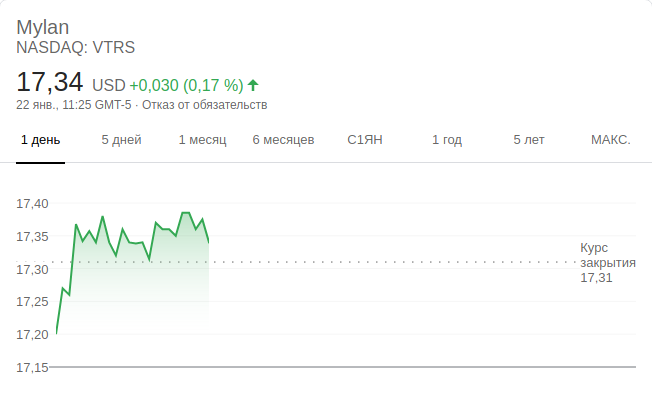 Mylan
NASDAQ: VTRS
17,34 USD +0,030 (0,17 %)
22 янв., 11:25 GMT-5 · Отказ от обязательств
1 день 5 дней 1 месяц 6 месяцев С1ЯН 1 год 5 лет МАКС.
17,40
17,35
17,30
17,25
17,20
17,15
Курс
закрытия
17,31